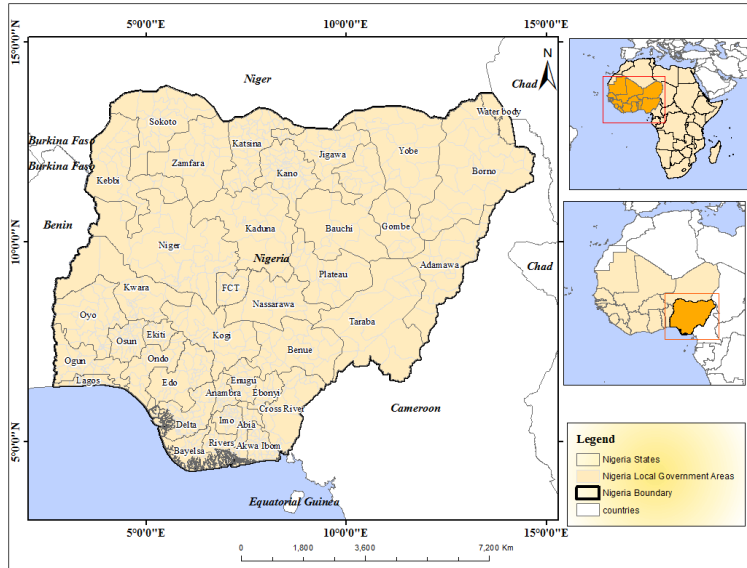 5°0'0"E
10°0'0"E
15°0'0"E
15°0'0"N
10°0'0"N
5°0'0"N
N
Niger
Chad
Water body
Sokoto
Katsina
Jigawa
Yobe
Burkina Faso
Burkina Faso
Zamfara
Kano
Borno
Kebbi
Benin
Kaduna
Bauchi
Gombe
Niger
Nigeria
Adamawa
Chad
Kwara
FCT
Plateau
Nassarawa
Oyo
Taraba
Osun
Ekiti
Kogi
Benue
Ogun
Ondo
Lagos
Edo
Enugu
Anambra
Ebonyi
Cross River
Cameroon
Delta
Imo
Abia
Bayelsa
Rivers
Akwa Ibom
Equatorial Guinea
5°0'0"E
10°0'0"E
15°0'0"E
0
1,800
3,600
7,200 Km
Legend
Nigeria States
Nigeria Local Government Areas
Nigeria Boundary
countries